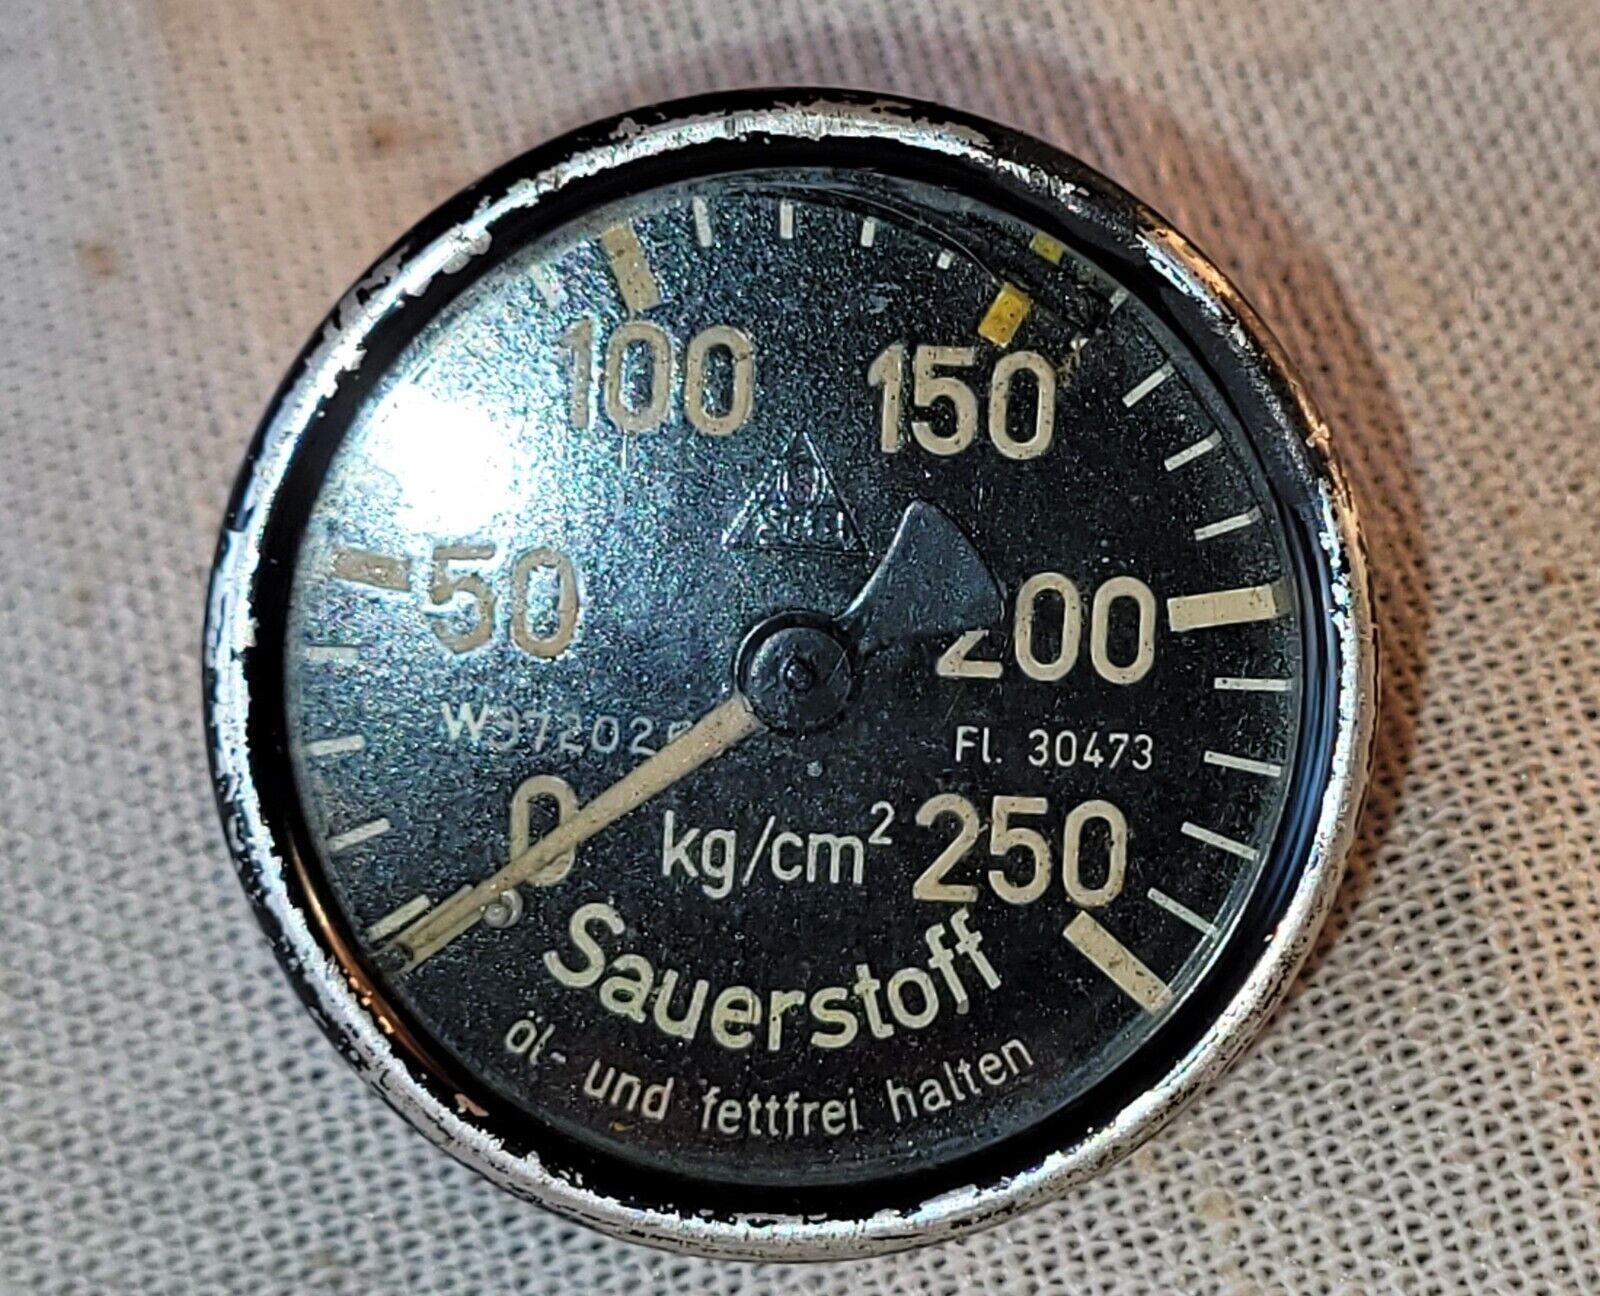 100 150
50 200
Fl. 30473
0 kg/cm² 250
Sauerstoff
öl- und fettfrei halten